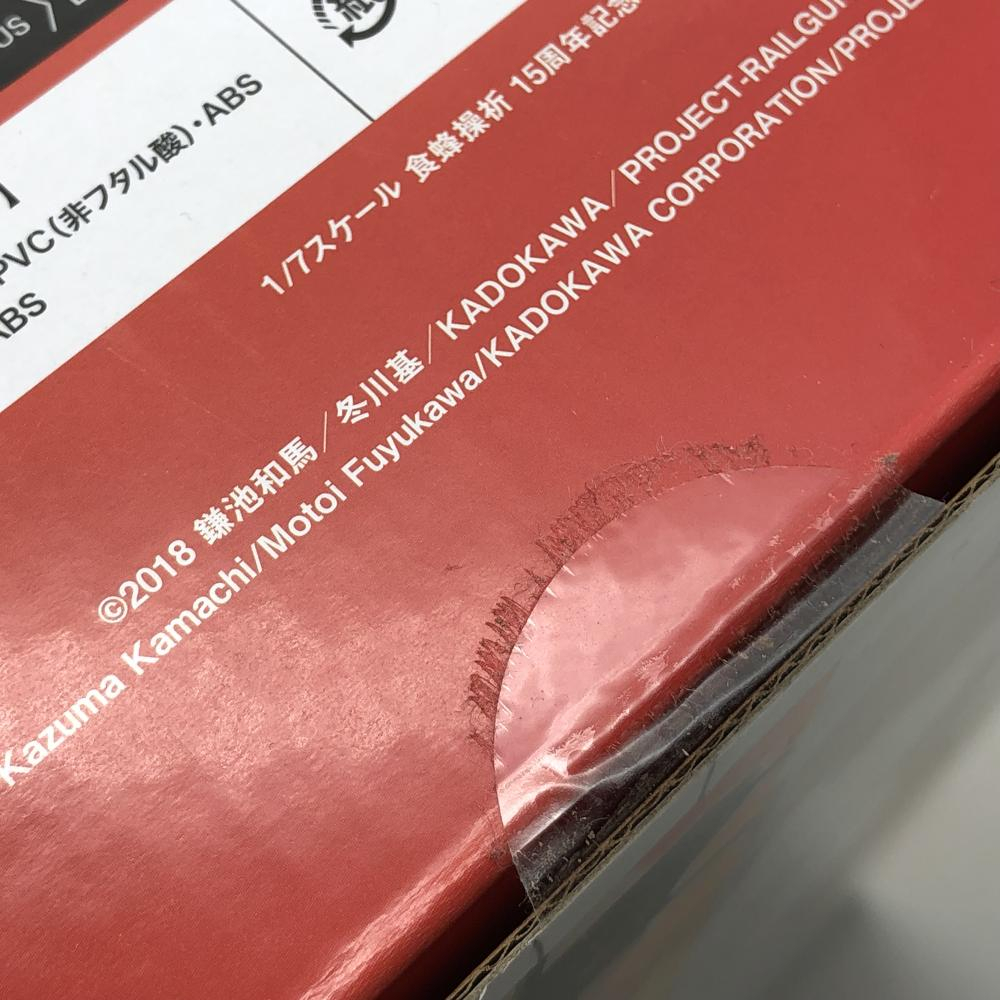 US
PVC(非フタル酸)・ABS
ABS
1/7スケール 食蜂操祈 15周年記念
©2018 鎌池和馬/冬川基/KADOKAWA/PROJECT-RAILGUN
Kazuma Kamachi/Motoi Fuyukawa/KADOKAWA CORPORATION/PROJE